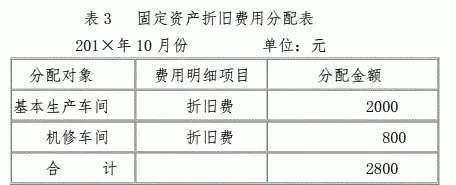 表3 固定资产折旧费用分配表
201×年10月份 单位：元
分配对象 费用明细项目 分配金额
基本生产车间 折旧费 2000
机修车间 折旧费 800
合 计 2800